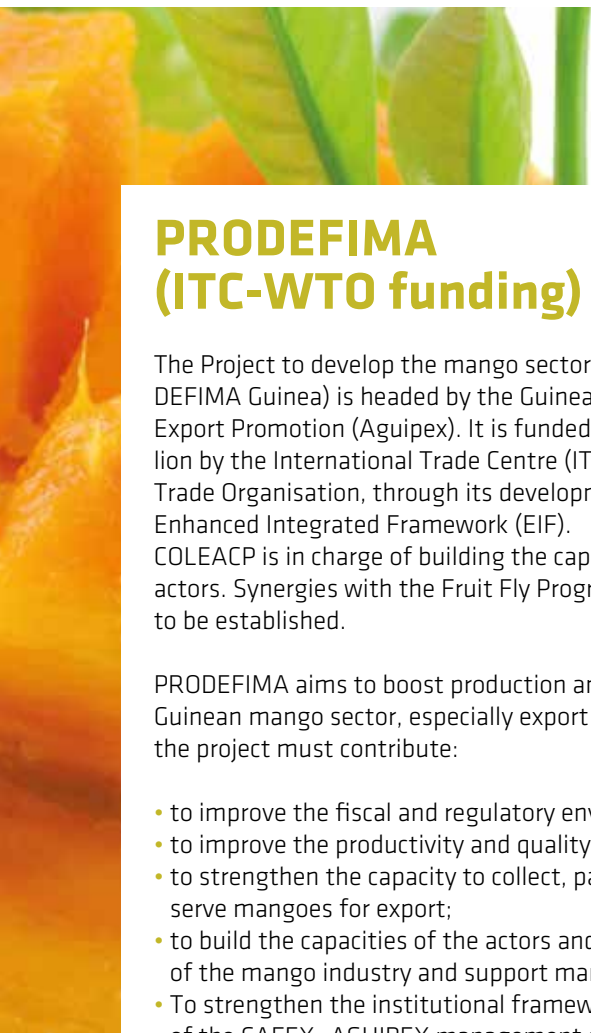 PRODEFIMA
(ITC-WTO funding)
The Project to develop the mango sector
DEFIMA Guinea) is headed by the Guinea
Export Promotion (Aguipex). It is funded
lion by the International Trade Centre (IT
Trade Organisation, through its developm
Enhanced Integrated Framework (EIF).
COLEACP is in charge of building the cap
actors. Synergies with the Fruit Fly Progr
to be established.
PRODEFIMA aims to boost production an
Guinean mango sector, especially export
the project must contribute:
• to improve the fiscal and regulatory env
• to improve the productivity and quality
• to strengthen the capacity to collect, pa
serve mangoes for export;
• to build the capacities of the actors and
of the mango industry and support mar
• To strengthen the institutional framew